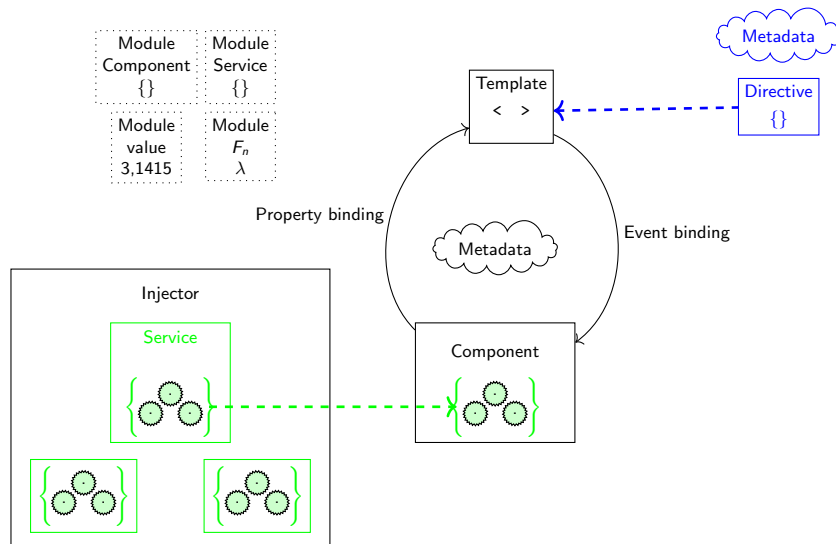 Module
Component
{}
Module
Service
{}
Module
value
3,1415
Module
Fn
λ
Metadata
Template
< >
Directive
{}
Property binding
Event binding
Metadata
Injector
Service
{ }
{ }
{ }
Component
{ }